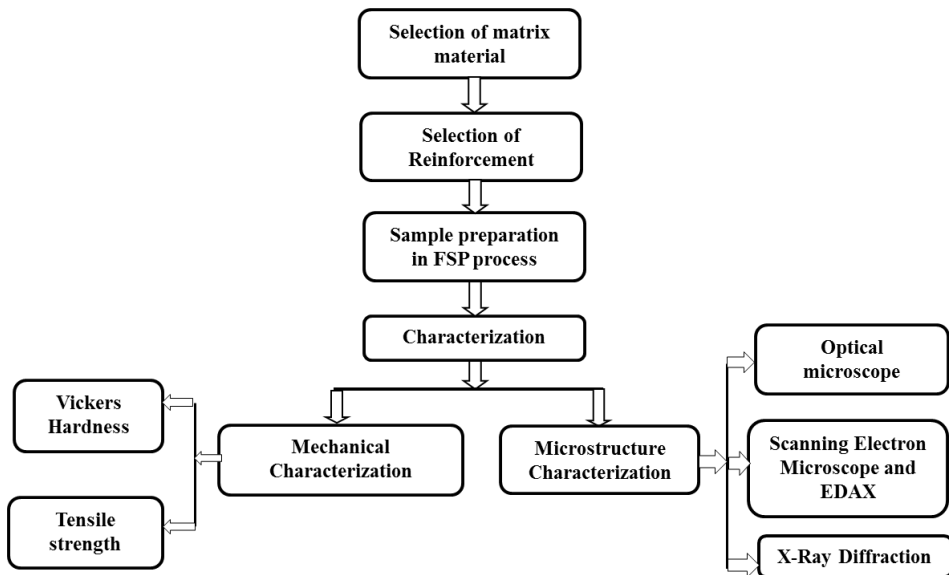 Selection of matrix
material
Selection of
Reinforcement
Sample preparation
in FSP process
Characterization
Optical
microscope
Vickers
Hardness
Mechanical
Characterization
Microstructure
Characterization
Scanning Electron
Microscope and
EDAX
Tensile
strength
X-Ray Diffraction